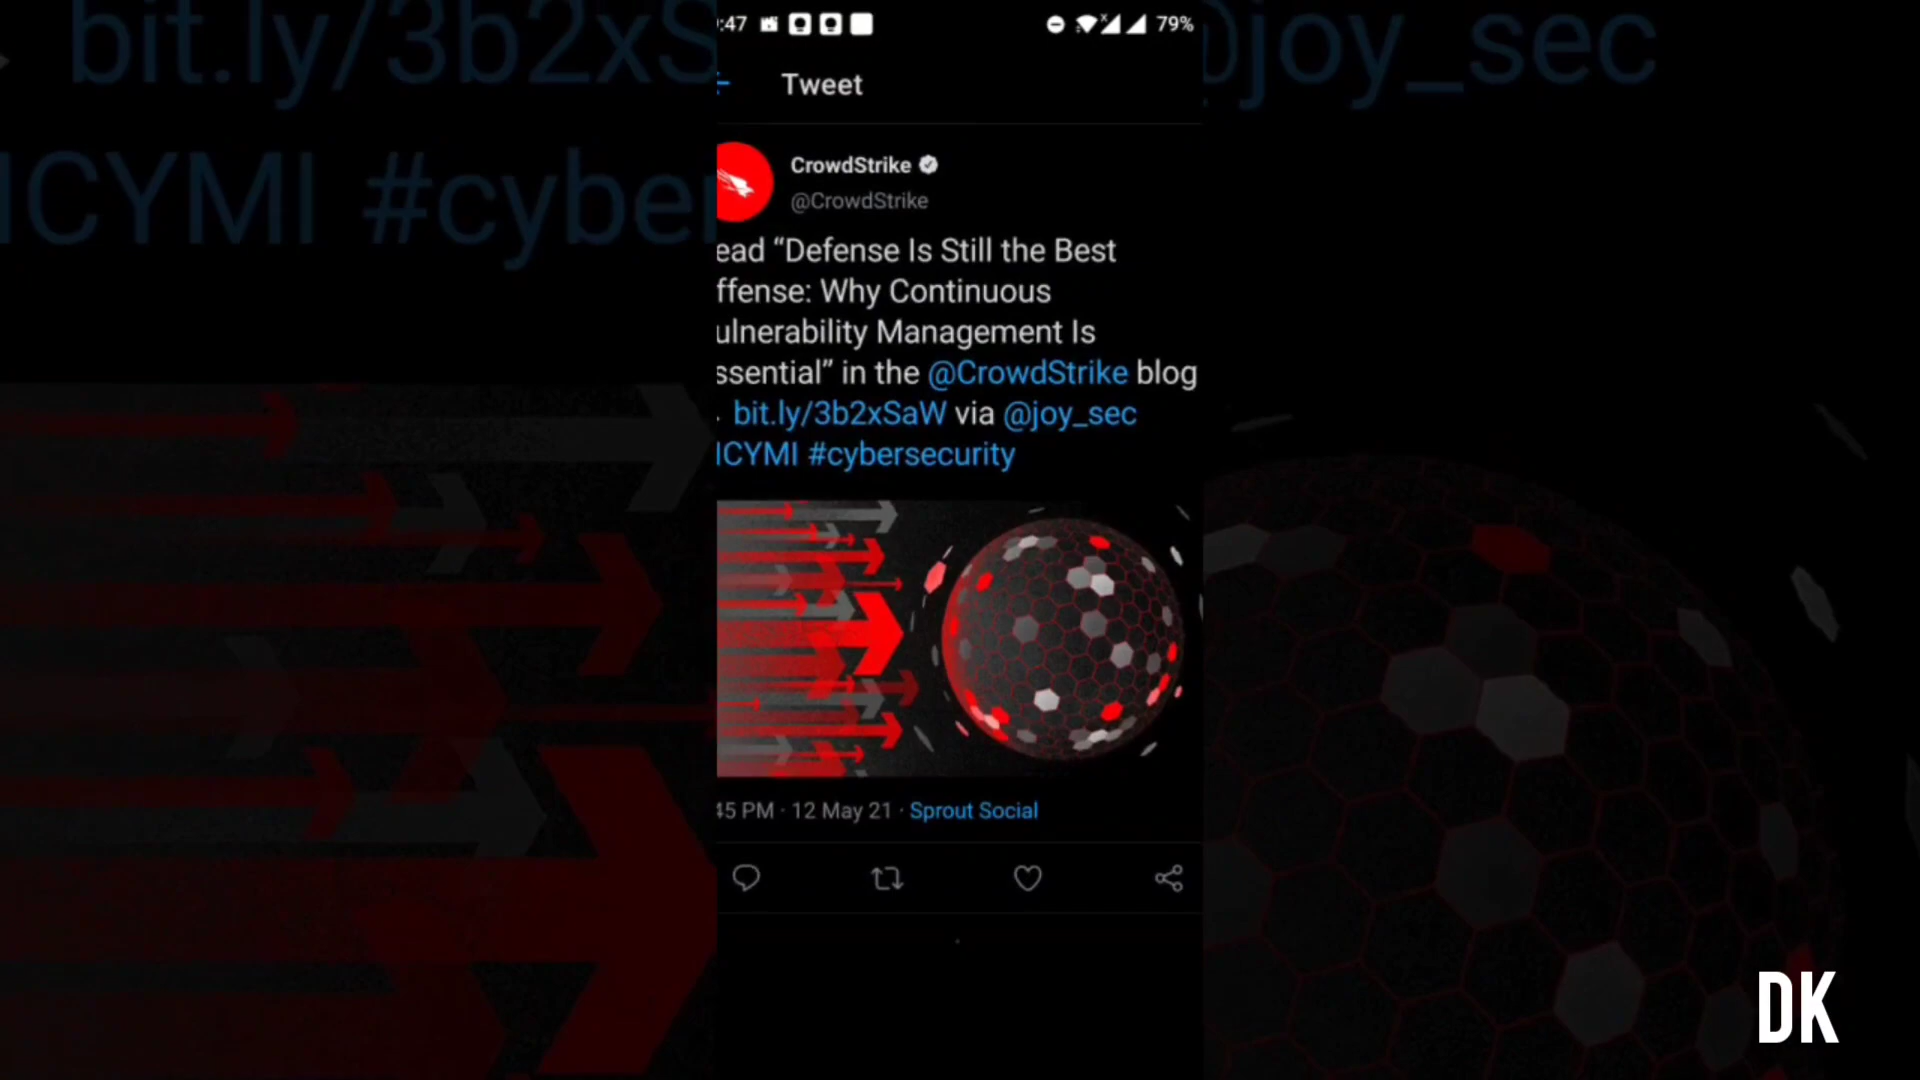 :47 79%
Tweet
CrowdStrike
@CrowdStrike
ead “Defense Is Still the Best
ffense: Why Continuous
ulnerability Management Is
ssential” in the @CrowdStrike blog
bit.ly/3b2xSaW via @joy_sec
ICYMI #cybersecurity
45 PM · 12 May 21 · Sprout Social
bit.ly/3b2xS @joy_sec
ICYMI #cyber
DK